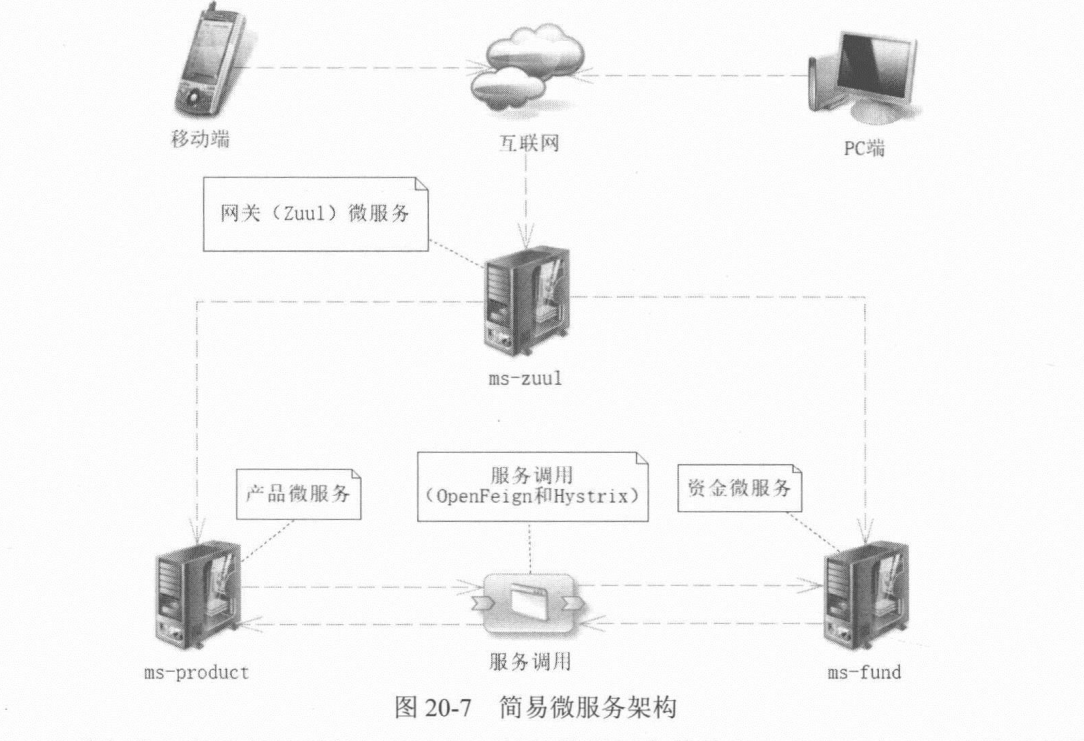 移动端
互联网
PC端
网关（Zuul）微服务
ms-zuul
产品微服务
服务调用
（OpenFeign和Hystrix）
资金微服务
ms-product
服务调用
ms-fund
图 20-7 简易微服务架构